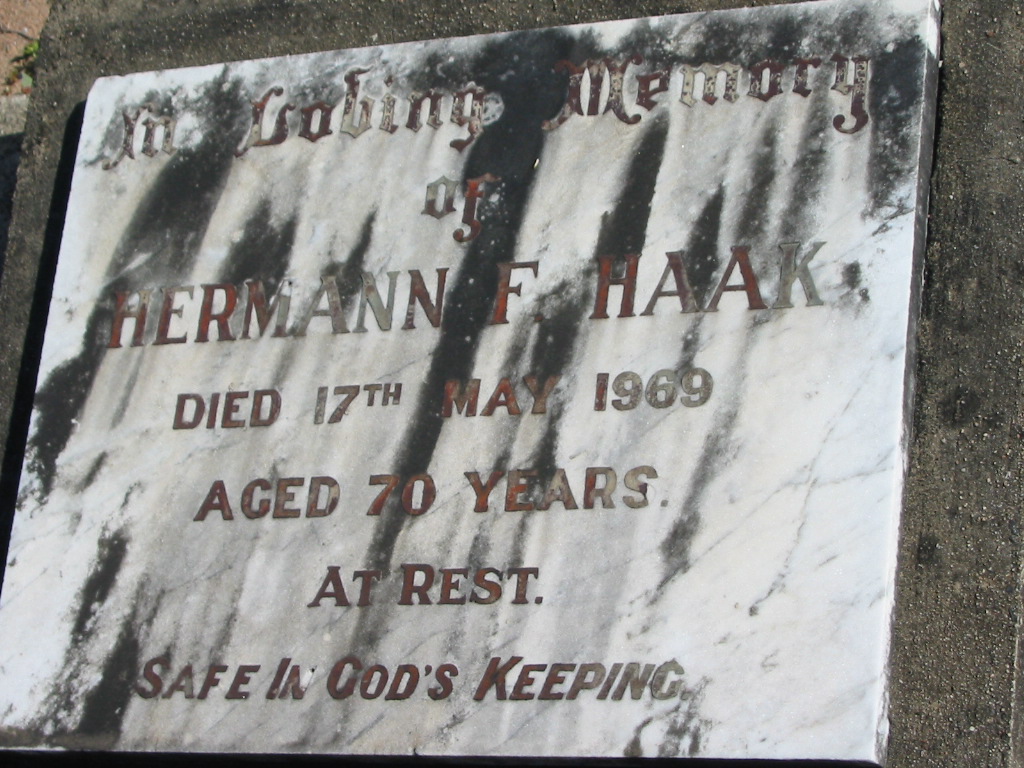 In Loving Memory
of
HERMANN F. HAAK
DIED 17TH MAY 1969
AGED 70 YEARS.
AT REST.
SAFE IN GOD'S KEEPING.